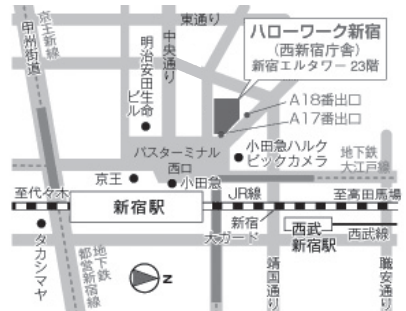 東通り
中央通り
明治安田生命
ビル
京王新線
甲州街道
ハローワーク新宿
(西新宿庁舎)
新宿エルタワー 23階
A18番出口
A17番出口
バスターミナル
西口
小田急ハルク
ビックカメラ
地下鉄
大江戸線
京王
小田急
至代々木
新宿駅
JR線
至高田馬場
新宿
大ガード
西武
新宿駅
西武線
タカシマヤ
地下鉄
都営新宿線
N
靖国通り
職安通り